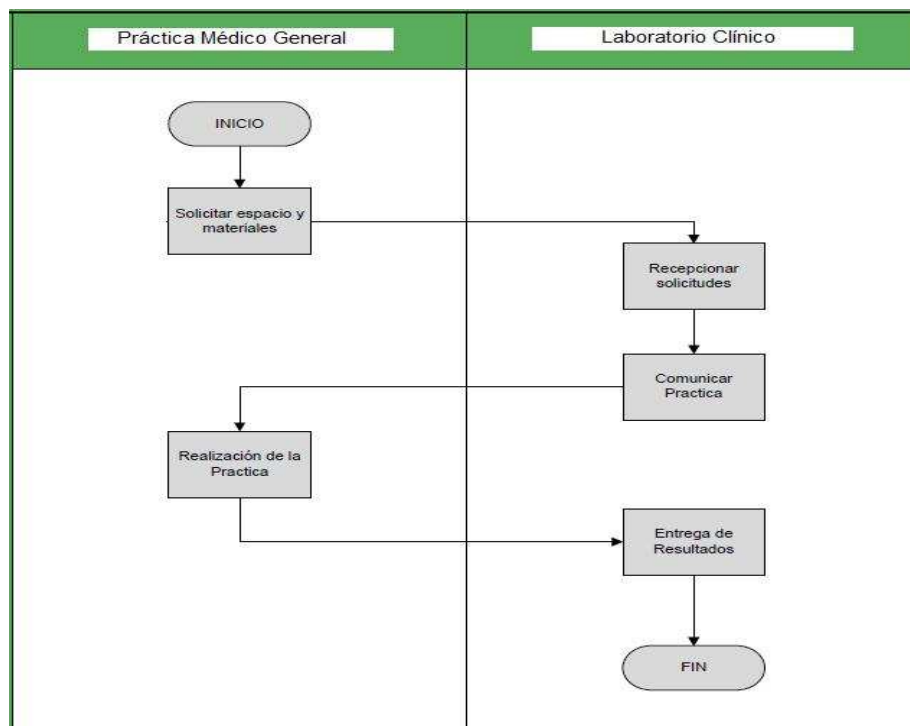 Práctica Médico General
Laboratorio Clínico
INICIO
Solicitar espacio y
materiales
Recepcionar
solicitudes
Comunicar
Practica
Realización de la
Practica
Entrega de
Resultados
FIN